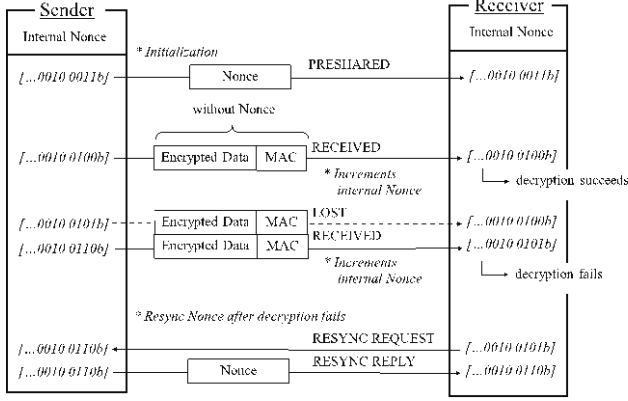 Sender
Receiver
Internal Nonce
Internal Nonce
* Initialization
[...0010 0011b]
Nonce
PRESHARED
[...0010 0011b]
without Nonce
[...0010 0100b]
Encrypted Data
MAC
RECEIVED
[...0010 0100b]
* Increments
internal Nonce
decryption succeeds
[...0010 0101b]
Encrypted Data
MAC
LOST
[...0010 0100b]
[...0010 0110b]
Encrypted Data
MAC
RECEIVED
[...0010 0101b]
* Increments
internal Nonce
decryption fails
* Resync Nonce after decryption fails
[...0010 0110b]
RESYNC REQUEST
[...0010 0101b]
[...0010 0110b]
Nonce
RESYNC REPLY
[...0010 0110b]